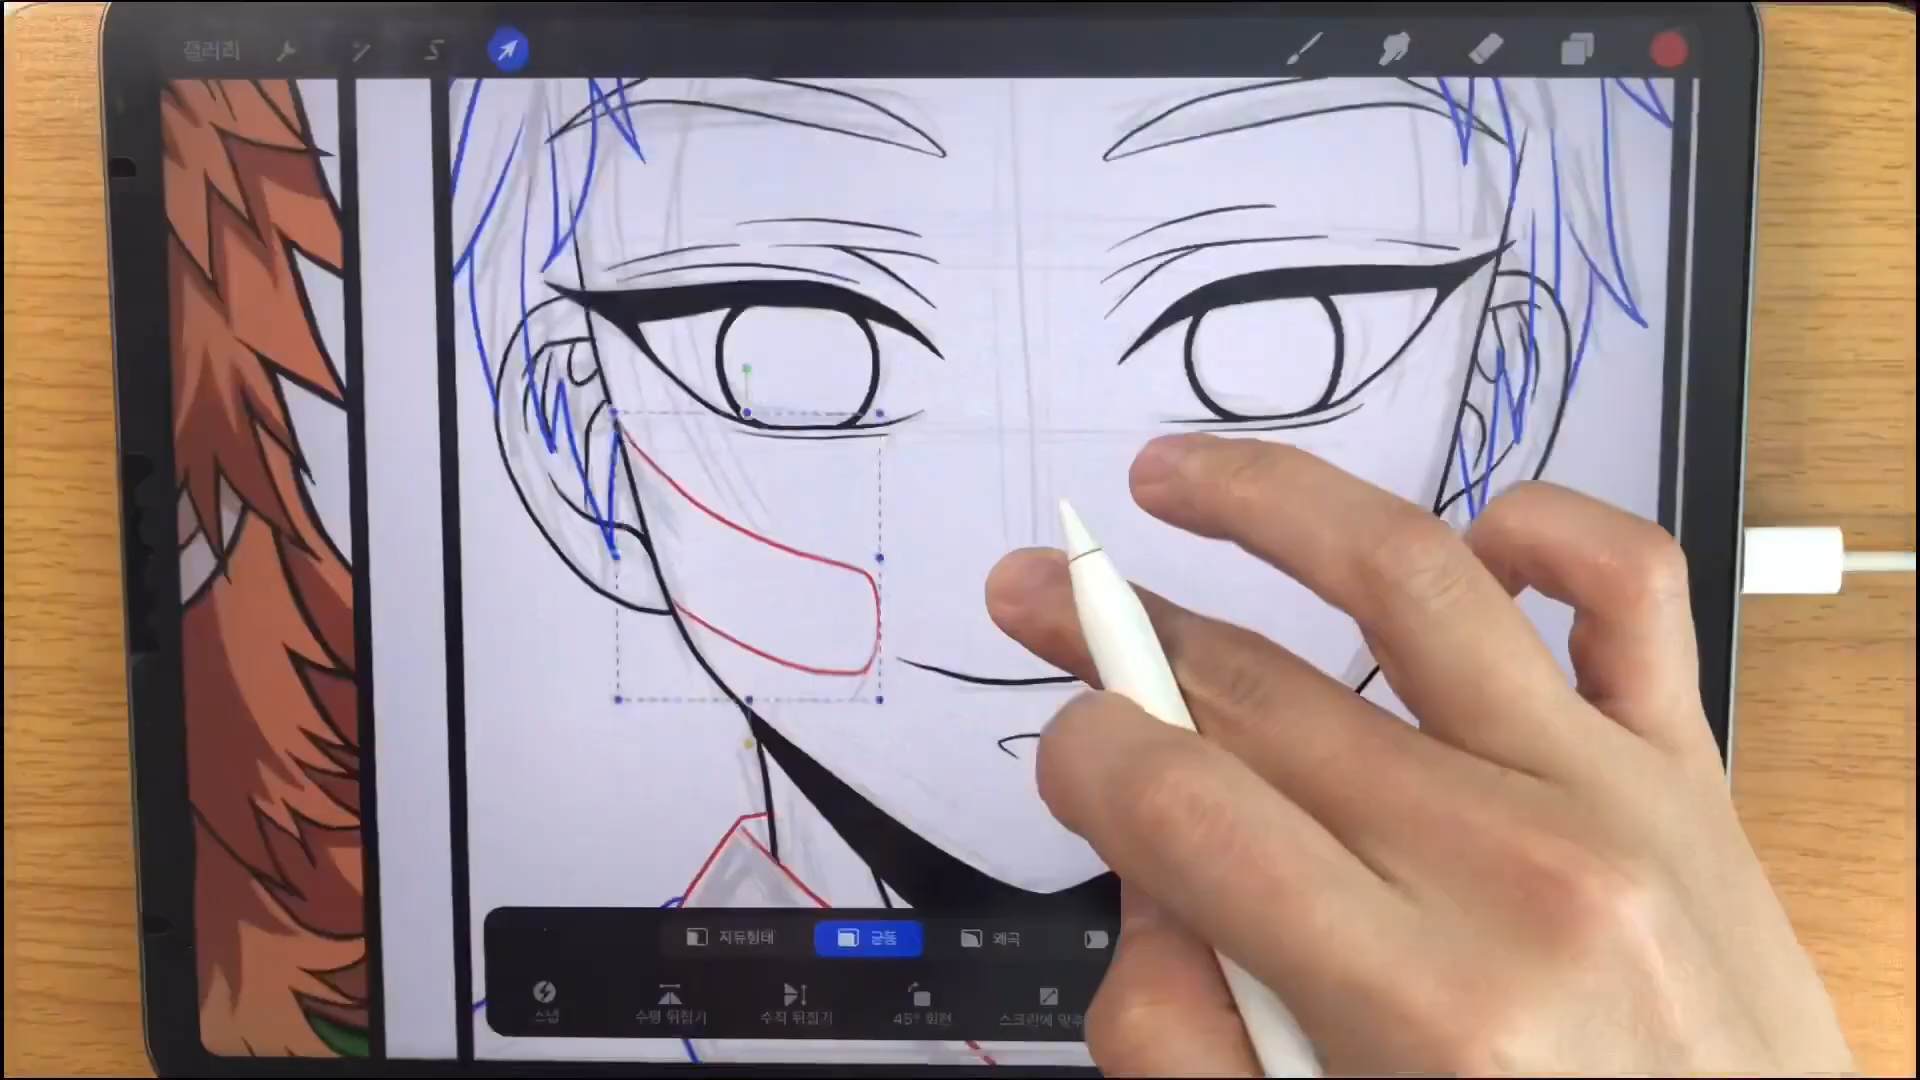 갤러리
자유형태
균등
왜곡
스냅
수평 뒤집기
수직 뒤집기
45° 회전
스크린에 맞추